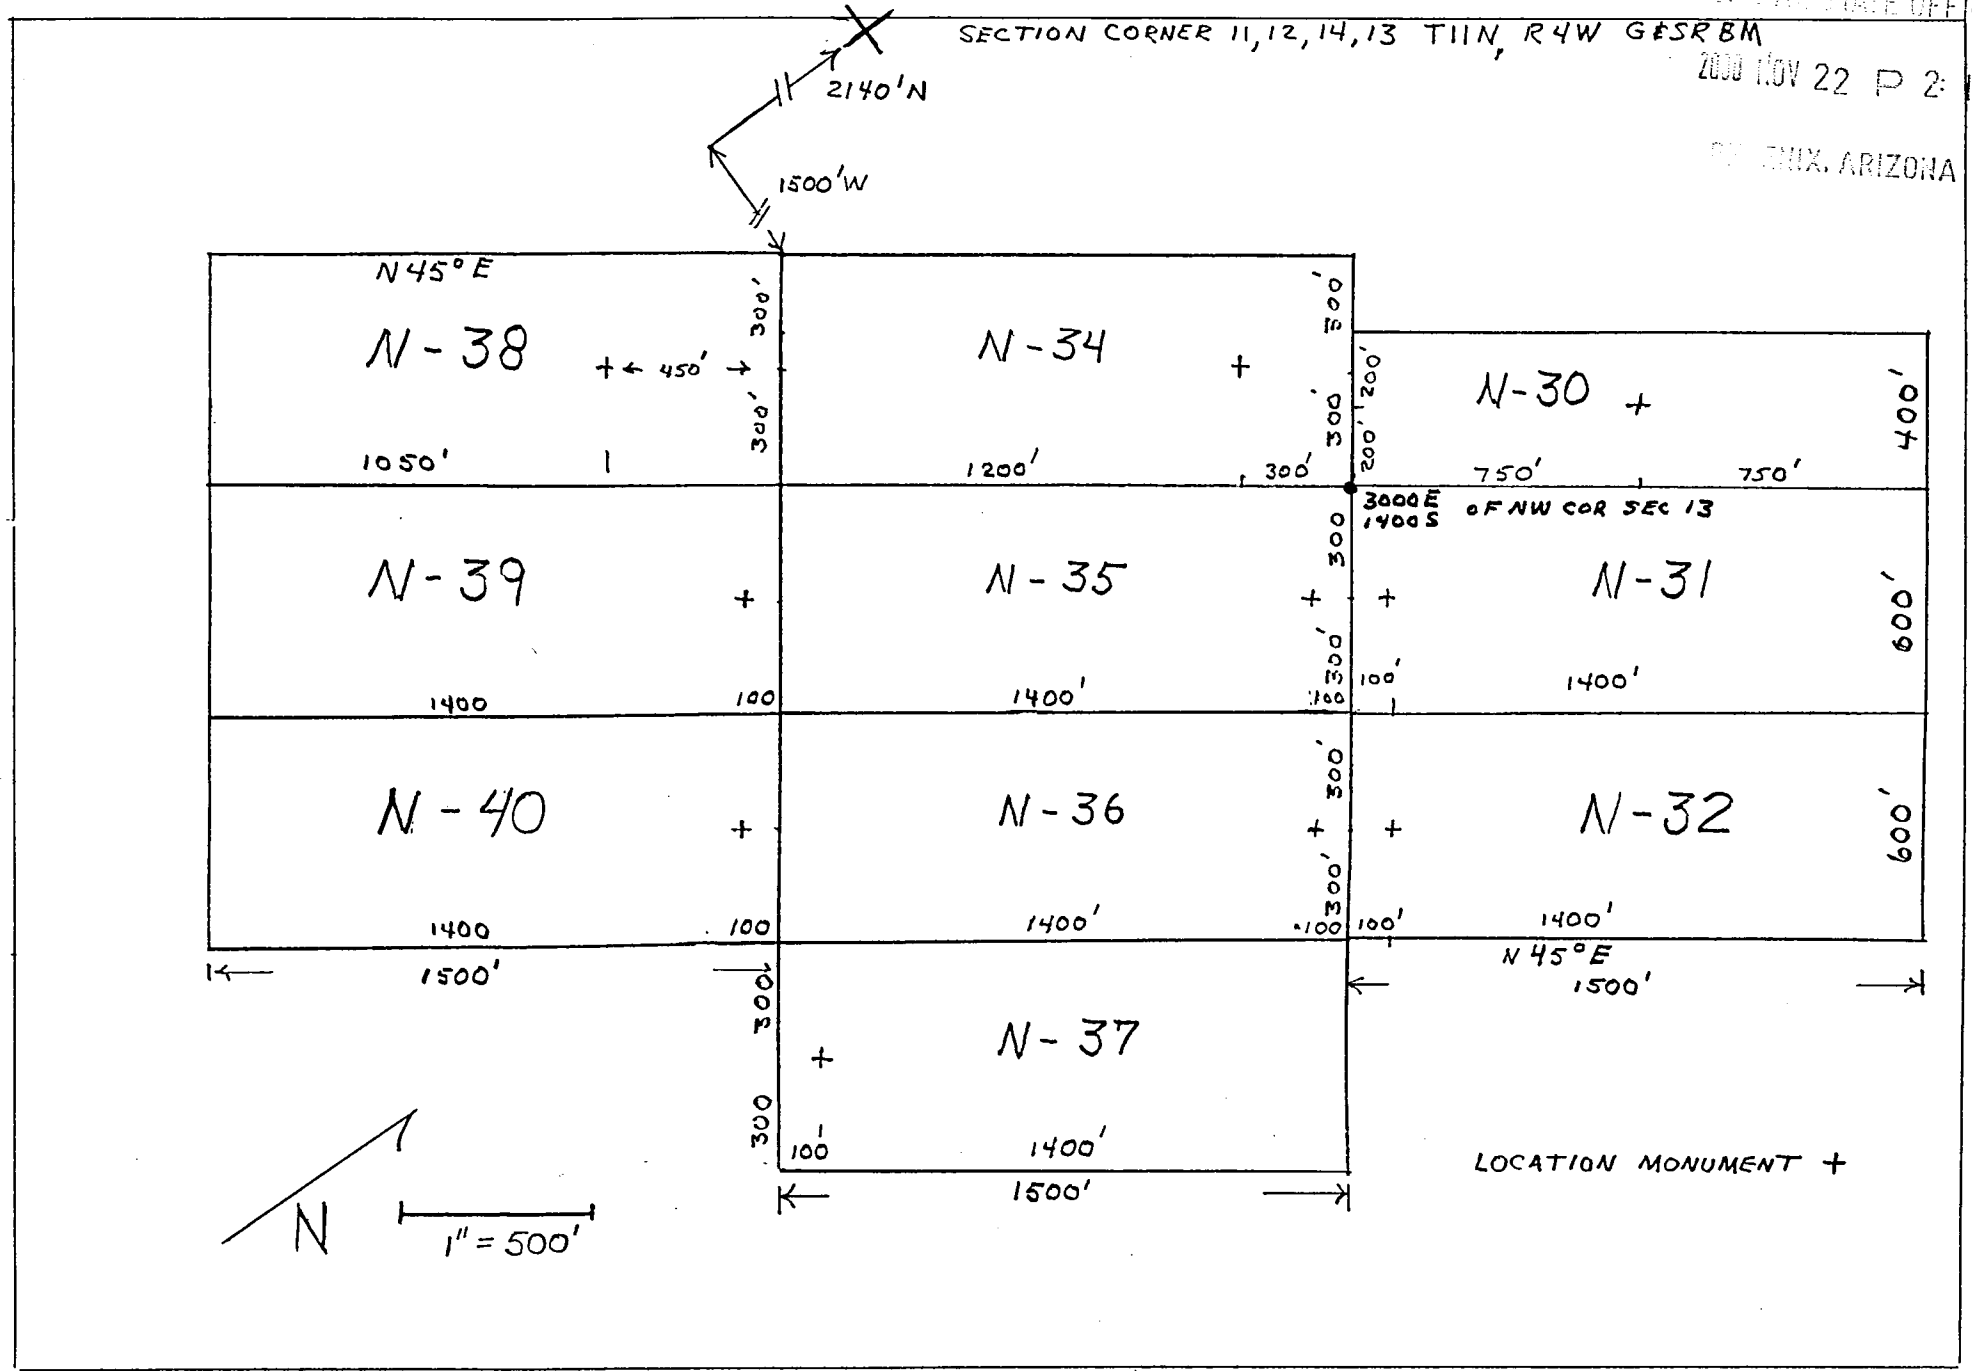 SECTION CORNER 11, 12, 14, 13 T11N, R4W G&SRBM
22 P 2:
ARIZONA
2140'N
1500'W
N45°E
N-38
← 450' →
300'
300'
1050'
N-34
300'
300'
1200'
300'
N-30
200'
200'
400'
750'
750'
3000E OF NW COR SEC 13
1400S
N-39
1400
100
N-35
300
300'
1400'
100
N-31
600'
100'
1400'
N-40
1400
100
1500'
N-36
300'
300'
1400'
100
N-32
600'
100'
1400'
N45°E
1500'
N-37
300
300
100'
1400'
1500'
LOCATION MONUMENT +
N
1" = 500'